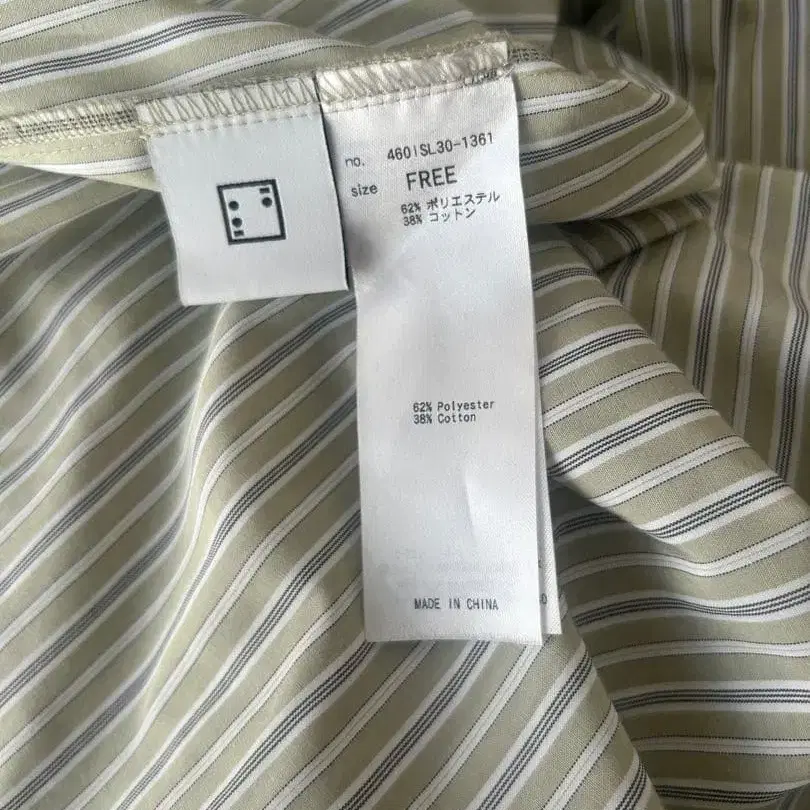 no. 460ISL30-1361
size FREE
62% ポリエステル
38% コットン
62% Polyester
38% Cotton
MADE IN CHINA